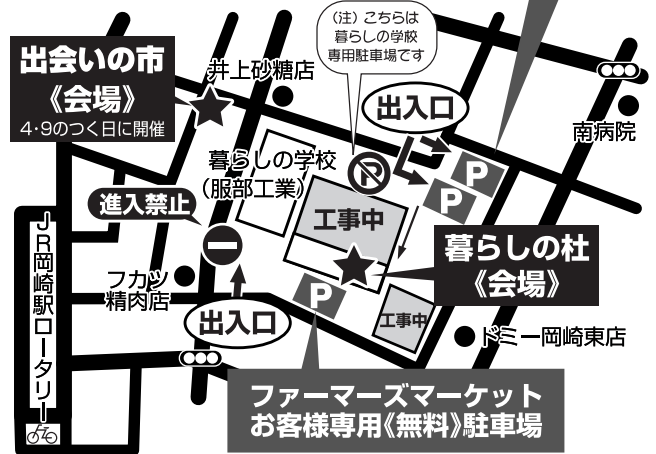 (注)こちらは
暮らしの学校
専用駐車場です
出会いの市
《会場》
4・9のつく日に開催
井上砂糖店
出入口
南病院
暮らしの学校
(服部工業)
P
P
P
進入禁止
工事中
暮らしの杜
《会場》
JR岡崎駅ロータリー
フカツ
精肉店
P
工事中
出入口
ドミー岡崎東店
ファーマーズマーケット
お客様専用《無料》駐車場